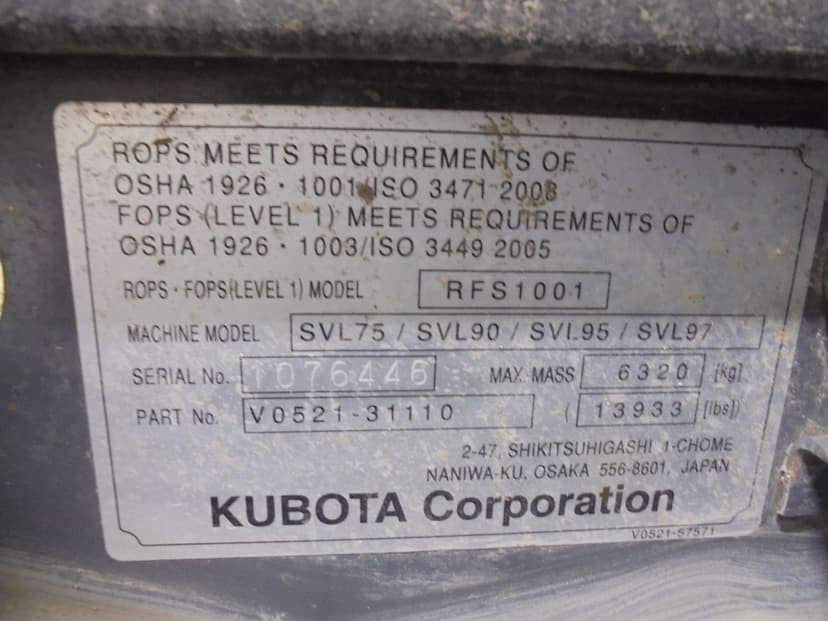 ROPS MEETS REQUIREMENTS OF
OSHA 1926 · 1001/ISO 3471 2008
FOPS (LEVEL 1) MEETS REQUIREMENTS OF
OSHA 1926 · 1003/ISO 3449 2005
ROPS · FOPS(LEVEL 1) MODEL RFS1001
MACHINE MODEL SVL75 / SVL90 / SVL95 / SVL97
SERIAL No. 1076446 MAX. MASS 6320 [kg]
PART No. V0521-31110 (13933 [lbs])
2-47, SHIKITSUHIGASHI 1-CHOME
NANIWA-KU, OSAKA 556-8601, JAPAN
KUBOTA Corporation
V0521-57571